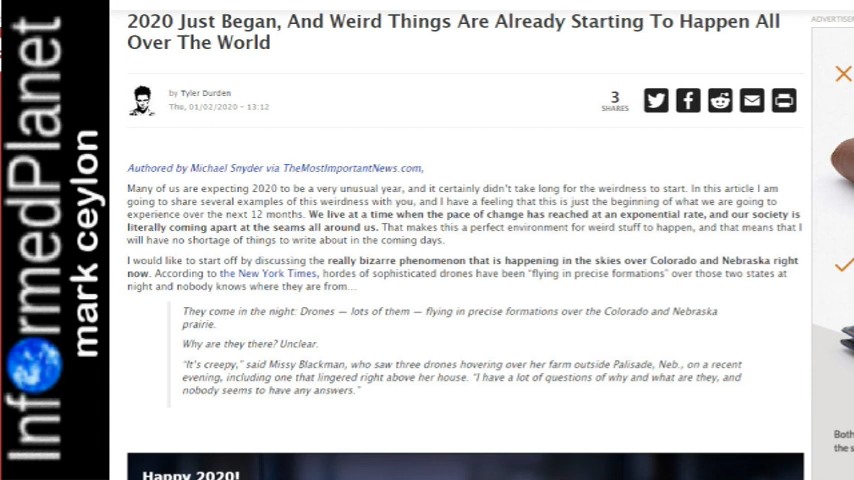 InformedPlanet
mark ceylon
2020 Just Began, And Weird Things Are Already Starting To Happen All
Over The World
by Tyler Durden
Thu, 01/02/2020 - 13:12
3
SHARES
Authored by Michael Snyder via TheMostImportantNews.com,
Many of us are expecting 2020 to be a very unusual year, and it certainly didn't take long for the weirdness to start. In this article I am
going to share several examples of this weirdness with you, and I have a feeling that this is just the beginning of what we are going to
experience over the next 12 months. We live at a time when the pace of change has reached at an exponential rate, and our society is
literally coming apart at the seams all around us. That makes this a perfect environment for weird stuff to happen, and that means that I
will have no shortage of things to write about in the coming days.
I would like to start off by discussing the really bizarre phenomenon that is happening in the skies over Colorado and Nebraska right
now. According to the New York Times, hordes of sophisticated drones have been "flying in precise formations" over those two states at
night and nobody knows where they are from...
They come in the night: Drones — lots of them — flying in precise formations over the Colorado and Nebraska
prairie.
Why are they there? Unclear.
"It's creepy," said Missy Blackman, who saw three drones hovering over her farm outside Palisade, Neb., on a recent
evening, including one that lingered right above her house. "I have a lot of questions of why and what are they, and
nobody seems to have any answers."
Happy 2020!
Both
the s